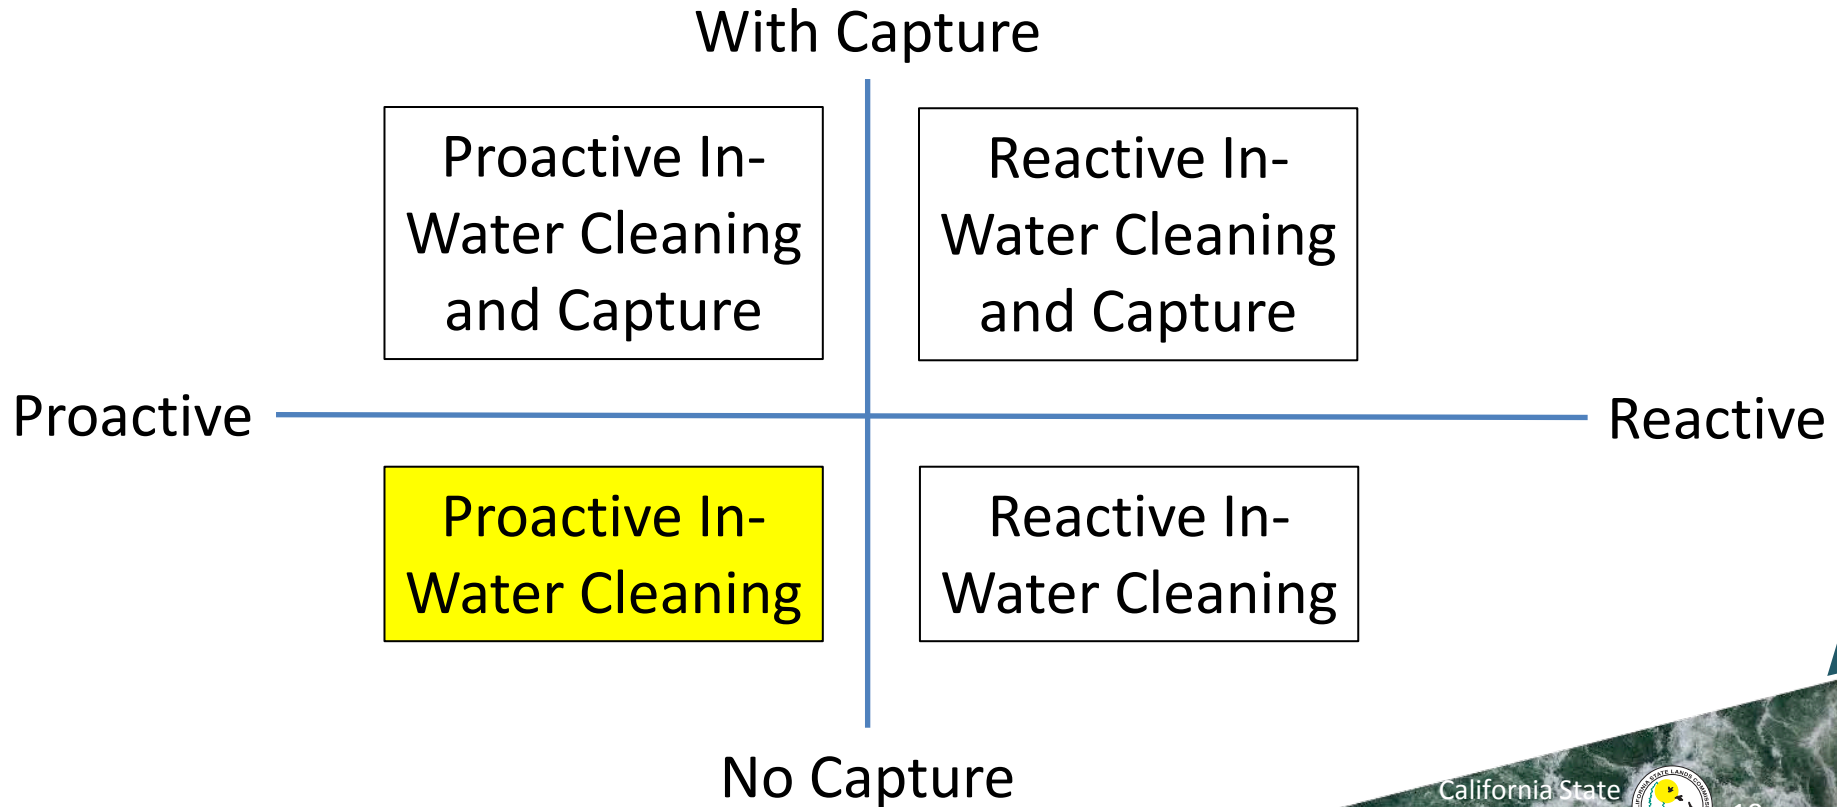 With Capture
Proactive In-
Water Cleaning
and Capture
Reactive In-
Water Cleaning
and Capture
Proactive
Reactive
Proactive In-
Water Cleaning
Reactive In-
Water Cleaning
No Capture
California State